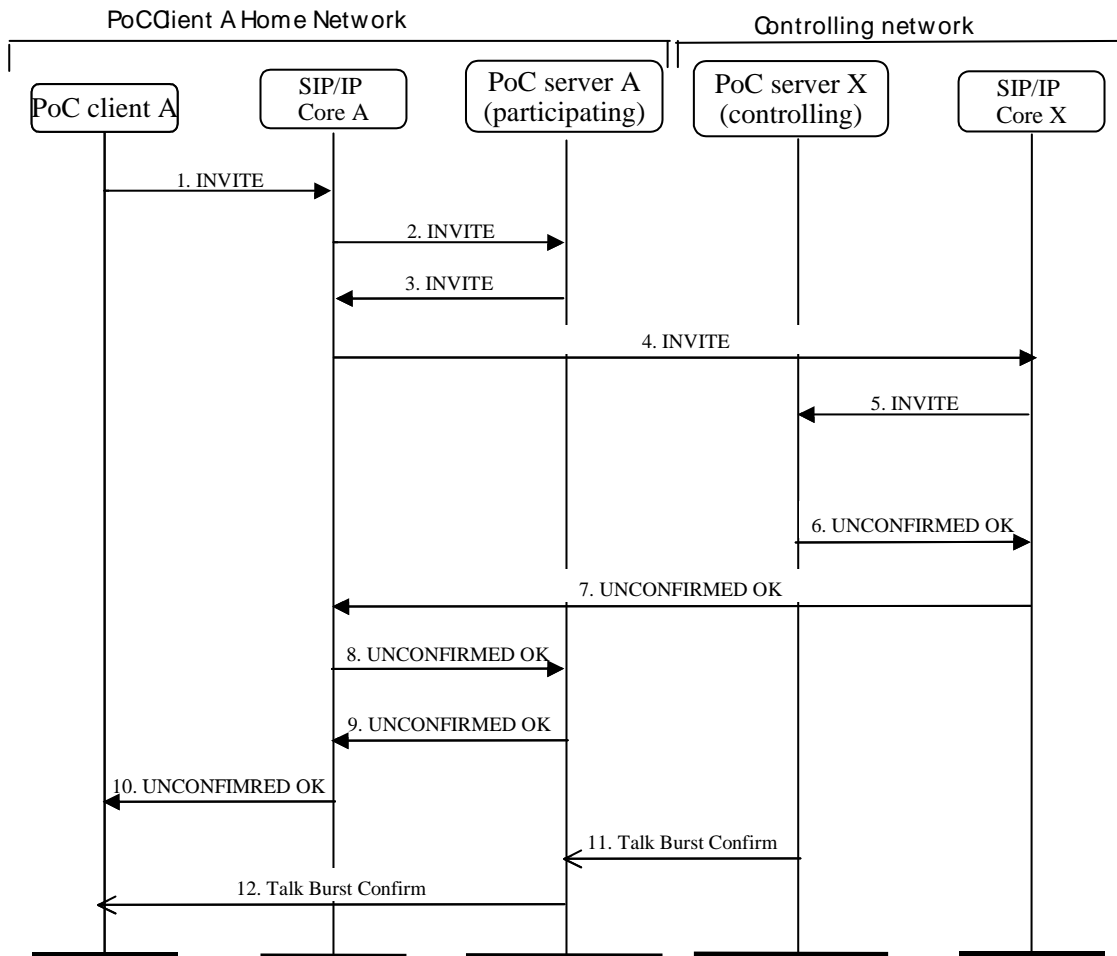 PoCClient A Home Network
Controlling network
PoC client A
SIP/IP
Core A
PoC server A
(participating)
PoC server X
(controlling)
SIP/IP
Core X
1. INVITE
2. INVITE
3. INVITE
4. INVITE
5. INVITE
6. UNCONFIRMED OK
7. UNCONFIRMED OK
8. UNCONFIRMED OK
9. UNCONFIRMED OK
10. UNCONFIMRED OK
11. Talk Burst Confirm
12. Talk Burst Confirm